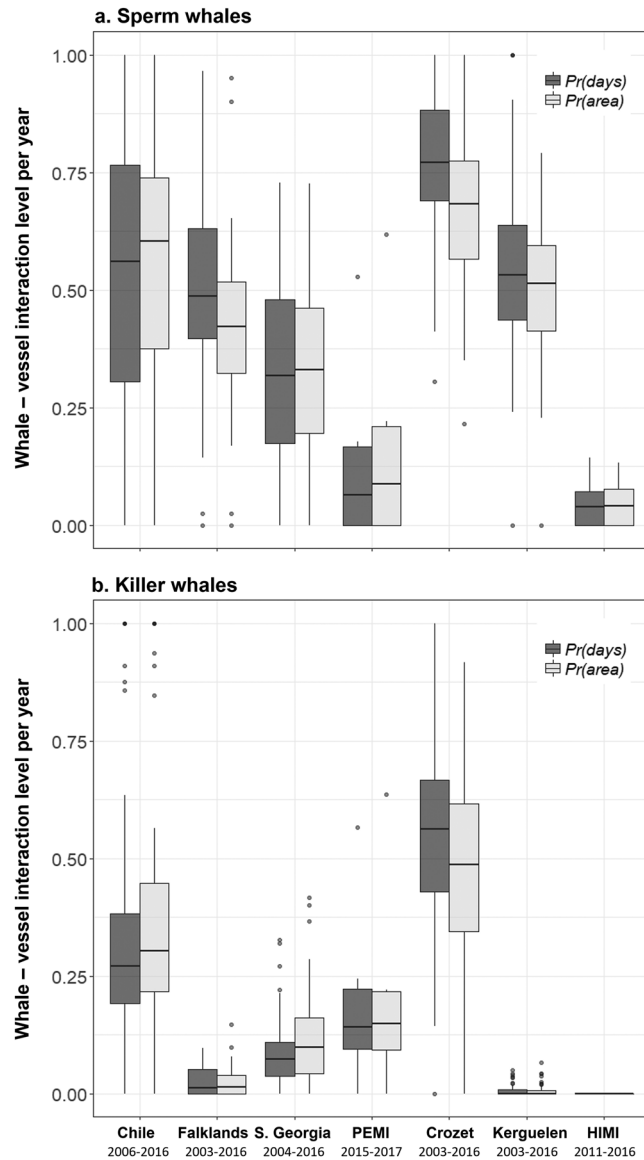 a. Sperm whales
Whale – vessel interaction level per year
1.00
0.75
0.50
0.25
0.00
Pr(days)
Pr(area)
b. Killer whales
Whale – vessel interaction level per year
1.00
0.75
0.50
0.25
0.00
Pr(days)
Pr(area)
Chile Falklands S. Georgia PEMI Crozet Kerguelen HIMI
2006-2016 2003-2016 2004-2016 2015-2017 2003-2016 2003-2016 2011-2016